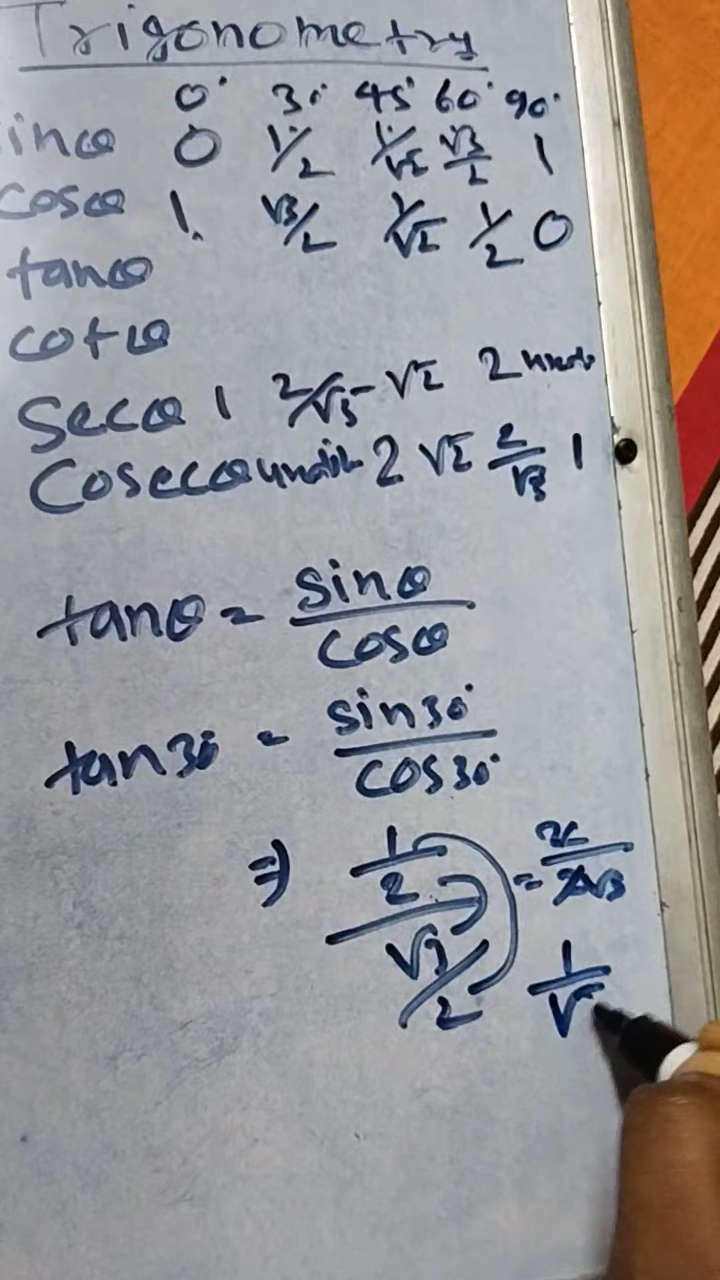 Trigonometry
0° 30° 45° 60° 90°
sinθ 0 1/2 1/√2 √3/2 1
cosθ 1 √3/2 1/√2 1/2 0
tanθ
cotθ
Secθ 1 2/√3 √2 2
Cosecθ 2 √2 2/√3 1
tanθ = sinθ/cosθ
tan30° = sin30°/cos30°
⇒ 1/2 / √3/2 = 2/2√3
1/√